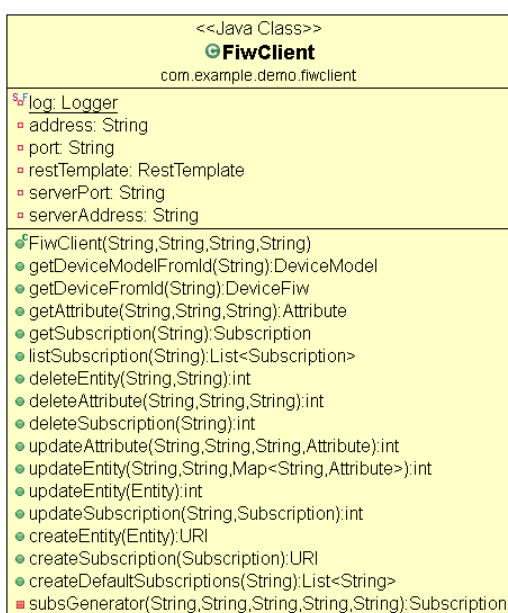 <<Java Class>>
FiwClient
com.example.demo.fiwclient
log: Logger
address: String
port: String
restTemplate: RestTemplate
serverPort: String
serverAddress: String
FiwClient(String,String,String,String)
getDeviceModelFromId(String):DeviceModel
getDeviceFromId(String):DeviceFiw
getAttribute(String,String,String):Attribute
getSubscription(String):Subscription
listSubscription(String):List<Subscription>
deleteEntity(String,String):int
deleteAttribute(String,String,String):int
deleteSubscription(String):int
updateAttribute(String,String,String,Attribute):int
updateEntity(String,String,Map<String,Attribute>):int
updateEntity(Entity):int
updateSubscription(String,Subscription):int
createEntity(Entity):URI
createSubscription(Subscription):URI
createDefaultSubscriptions(String):List<String>
subsGenerator(String,String,String,String,String):Subscription